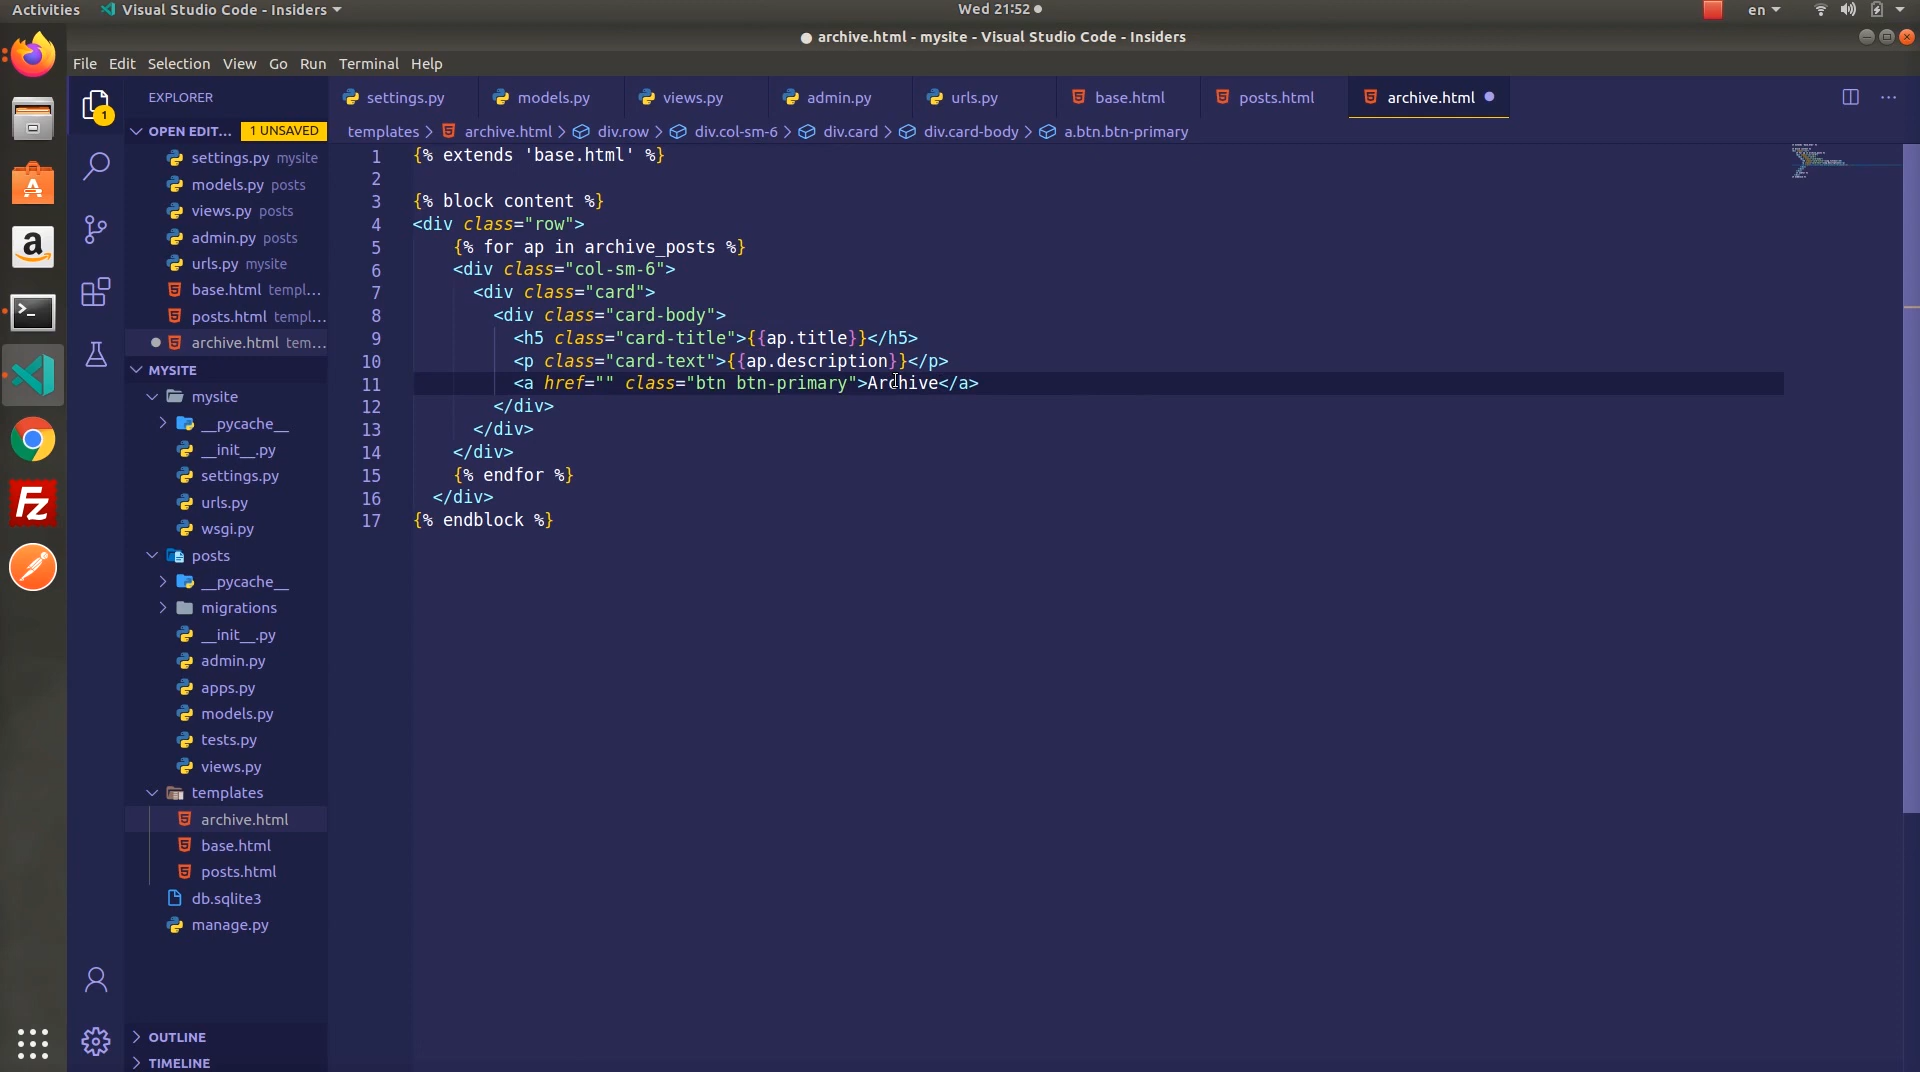 Activities Visual Studio Code - Insiders Wed 21:52 en
archive.html - mysite - Visual Studio Code - Insiders
File Edit Selection View Go Run Terminal Help
EXPLORER
settings.py models.py views.py admin.py urls.py base.html posts.html archive.html
templates > archive.html > div.row > div.col-sm-6 > div.card > div.card-body > a.btn.btn-primary
OPEN EDIT... 1 UNSAVED
settings.py mysite
models.py posts
views.py posts
admin.py posts
urls.py mysite
base.html templ...
posts.html templ...
archive.html tem...
MYSITE
mysite
__pycache__
__init__.py
settings.py
urls.py
wsgi.py
posts
__pycache__
migrations
__init__.py
admin.py
apps.py
models.py
tests.py
views.py
templates
archive.html
base.html
posts.html
db.sqlite3
manage.py
OUTLINE
TIMELINE
1 {% extends 'base.html' %}
2
3 {% block content %}
4 <div class="row">
5 {% for ap in archive_posts %}
6 <div class="col-sm-6">
7 <div class="card">
8 <div class="card-body">
9 <h5 class="card-title">{{ap.title}}</h5>
10 <p class="card-text">{{ap.description}}</p>
11 <a href="" class="btn btn-primary">Archive</a>
12 </div>
13 </div>
14 </div>
15 {% endfor %}
16 </div>
17 {% endblock %}
1
a
A
Fz